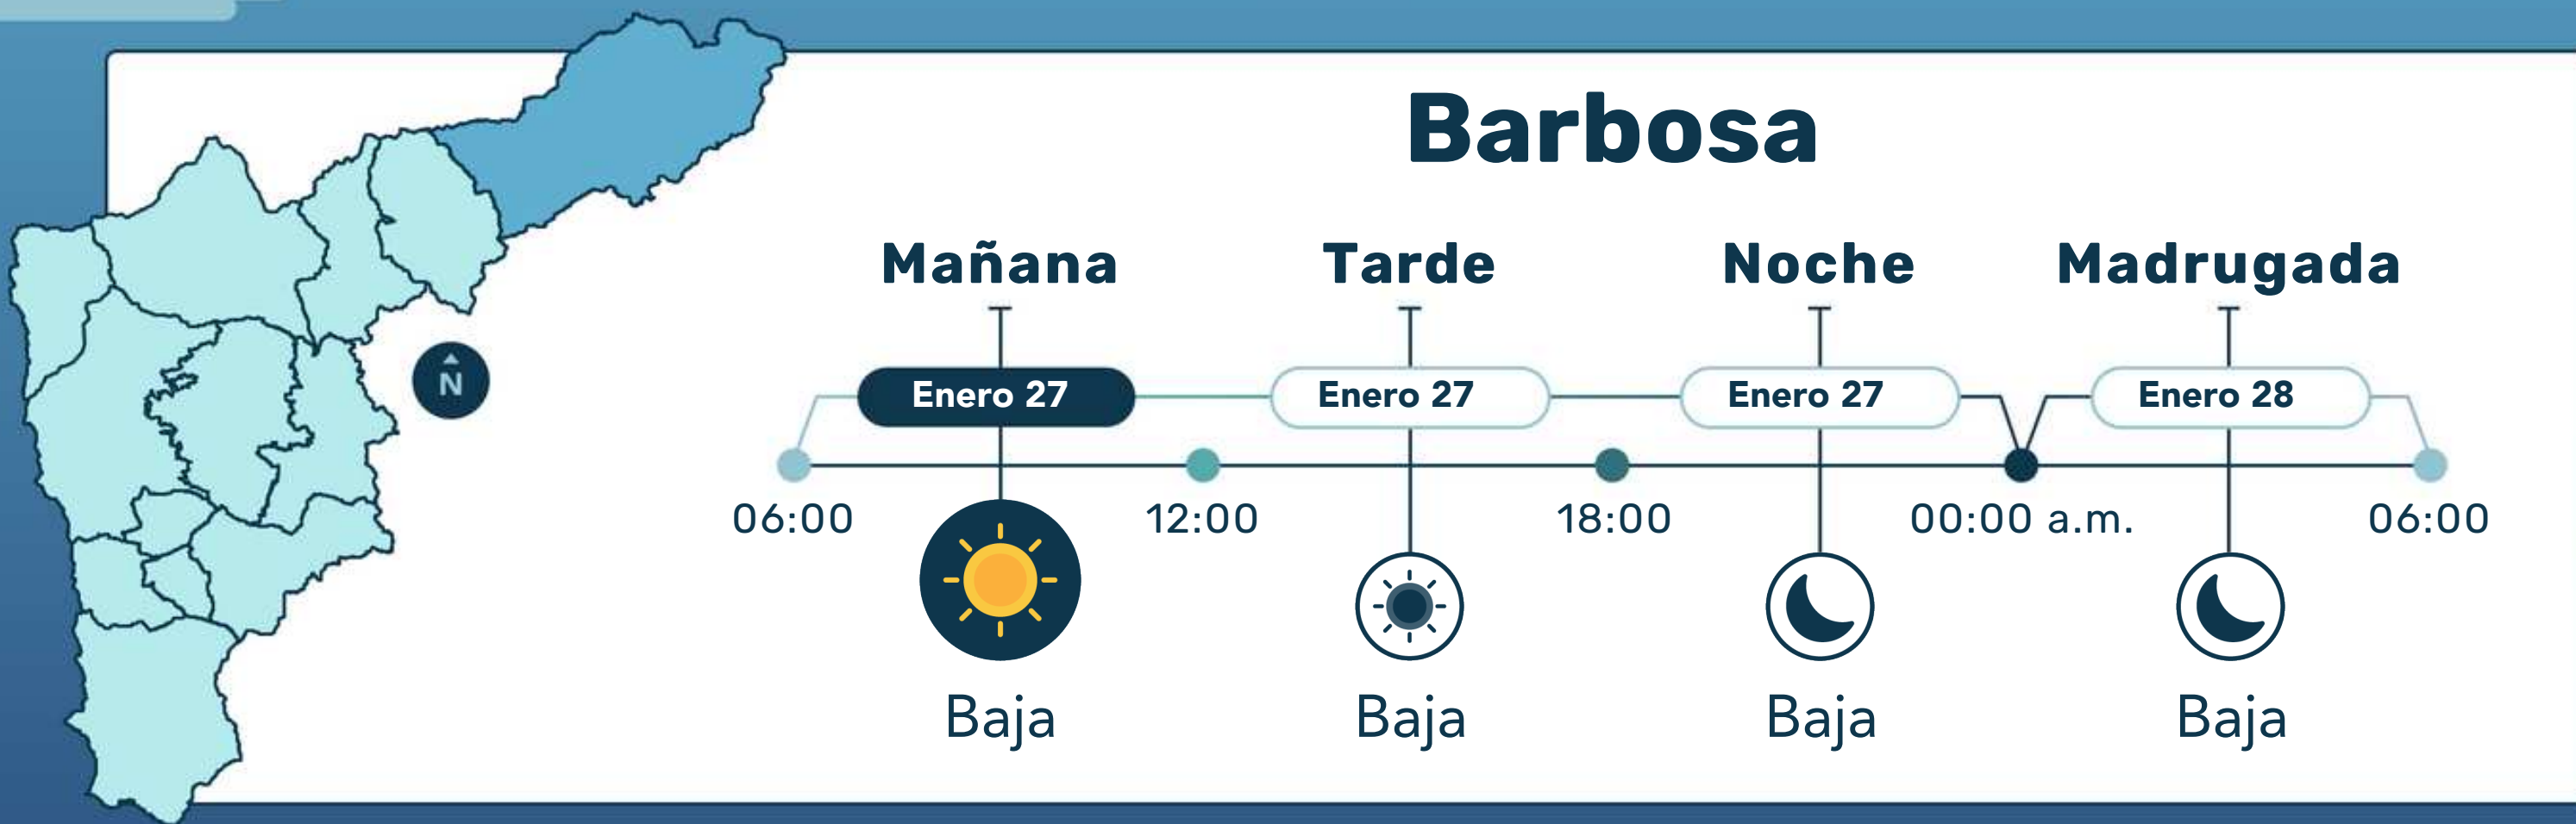 Barbosa
Mañana Tarde Noche Madrugada
N
Enero 27 Enero 27 Enero 27 Enero 28
06:00 12:00 18:00 00:00 a.m. 06:00
Baja Baja Baja Baja